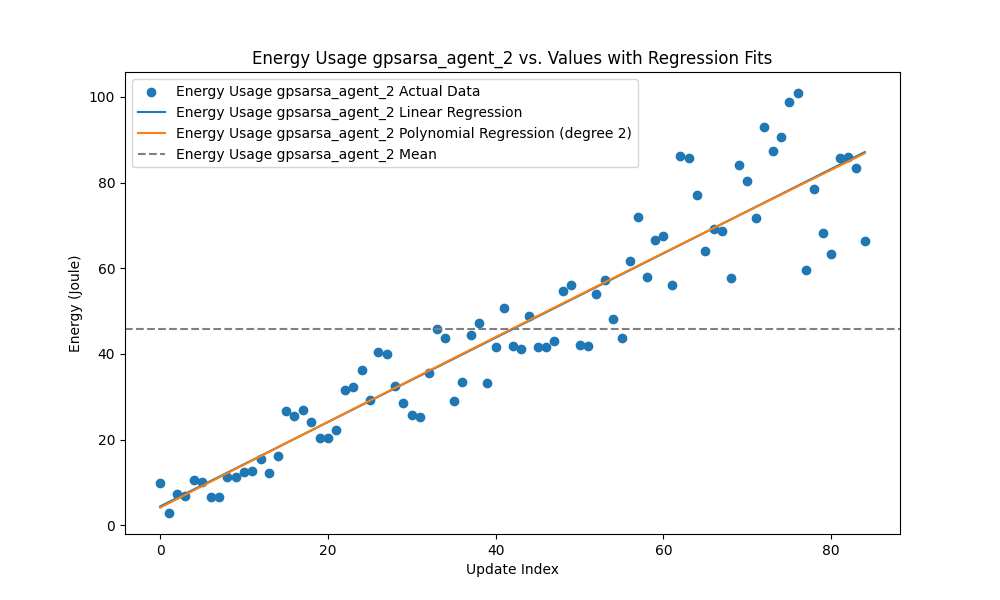 Energy Usage gpsarsa_agent_2 vs. Values with Regression Fits
Energy Usage gpsarsa_agent_2 Actual Data
Energy Usage gpsarsa_agent_2 Linear Regression
Energy Usage gpsarsa_agent_2 Polynomial Regression (degree 2)
Energy Usage gpsarsa_agent_2 Mean
100
80
60
40
20
0
Energy (Joule)
0 20 40 60 80
Update Index